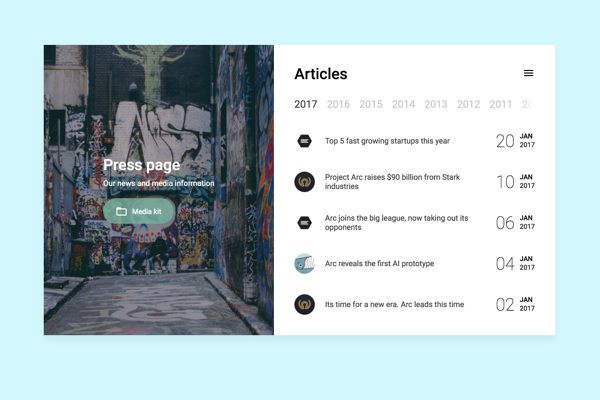 Press page
Our news and media information
Media kit
Articles
2017 2016 2015 2014 2013 2012 2011
Top 5 fast growing startups this year
20 JAN
2017
Project Arc raises $90 billion from Stark
industries
10 JAN
2017
Arc joins the big league, now taking out its
opponents
06 JAN
2017
Arc reveals the first AI prototype
04 JAN
2017
Its time for a new era. Arc leads this time
02 JAN
2017